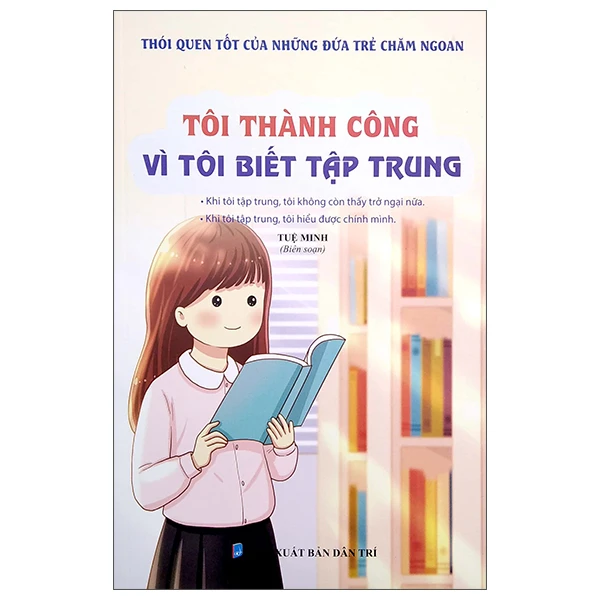 THÓI QUEN TỐT CỦA NHỮNG ĐỨA TRẺ CHĂM NGOAN
TÔI THÀNH CÔNG
VÌ TÔI BIẾT TẬP TRUNG
• Khi tôi tập trung, tôi không còn thấy trở ngại nữa.
• Khi tôi tập trung, tôi hiểu được chính mình.
TUỆ MINH
(Biên soạn)
XUẤT BẢN DÂN TRÍ